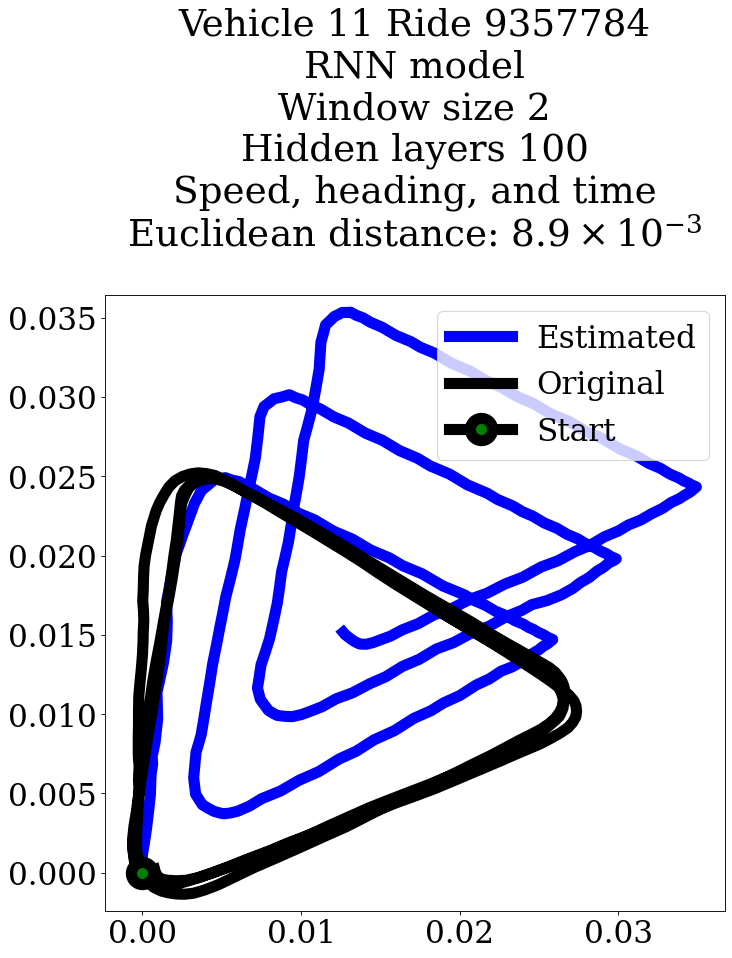 Vehicle 11 Ride 9357784
RNN model
Window size 2
Hidden layers 100
Speed, heading, and time
Euclidean distance: 8.9 × 10⁻³
Estimated
Original
Start
0.035
0.030
0.025
0.020
0.015
0.010
0.005
0.000
0.00 0.01 0.02 0.03